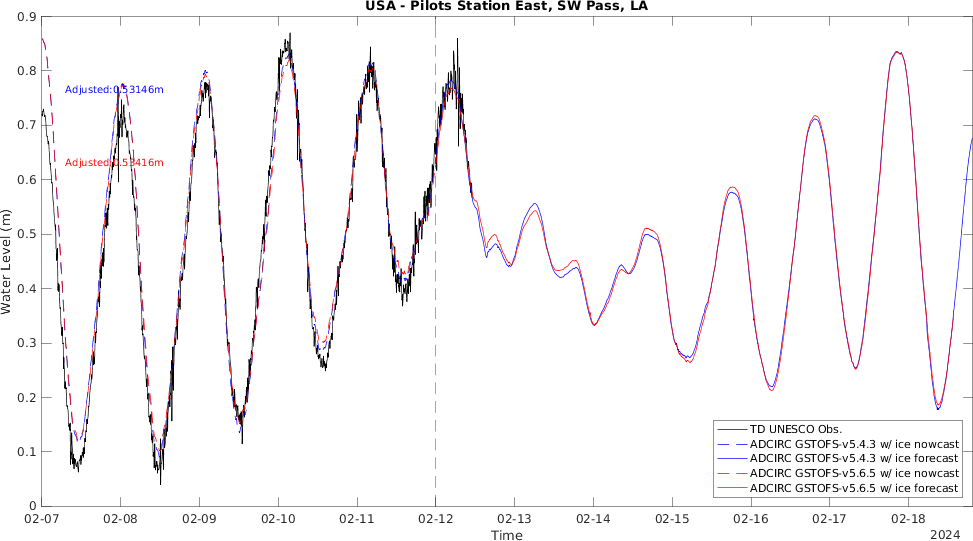 USA - Pilots Station East, SW Pass, LA
0.9
0.8
0.7
0.6
0.5
0.4
0.3
0.2
0.1
0
Water Level (m)
Adjusted:0.53146m
Adjusted:0.53416m
TD UNESCO Obs.
ADCIRC GSTOFS-v5.4.3 w/ ice nowcast
ADCIRC GSTOFS-v5.4.3 w/ ice forecast
ADCIRC GSTOFS-v5.6.5 w/ ice nowcast
ADCIRC GSTOFS-v5.6.5 w/ ice forecast
02-07 02-08 02-09 02-10 02-11 02-12 02-13 02-14 02-15 02-16 02-17 02-18
Time
2024